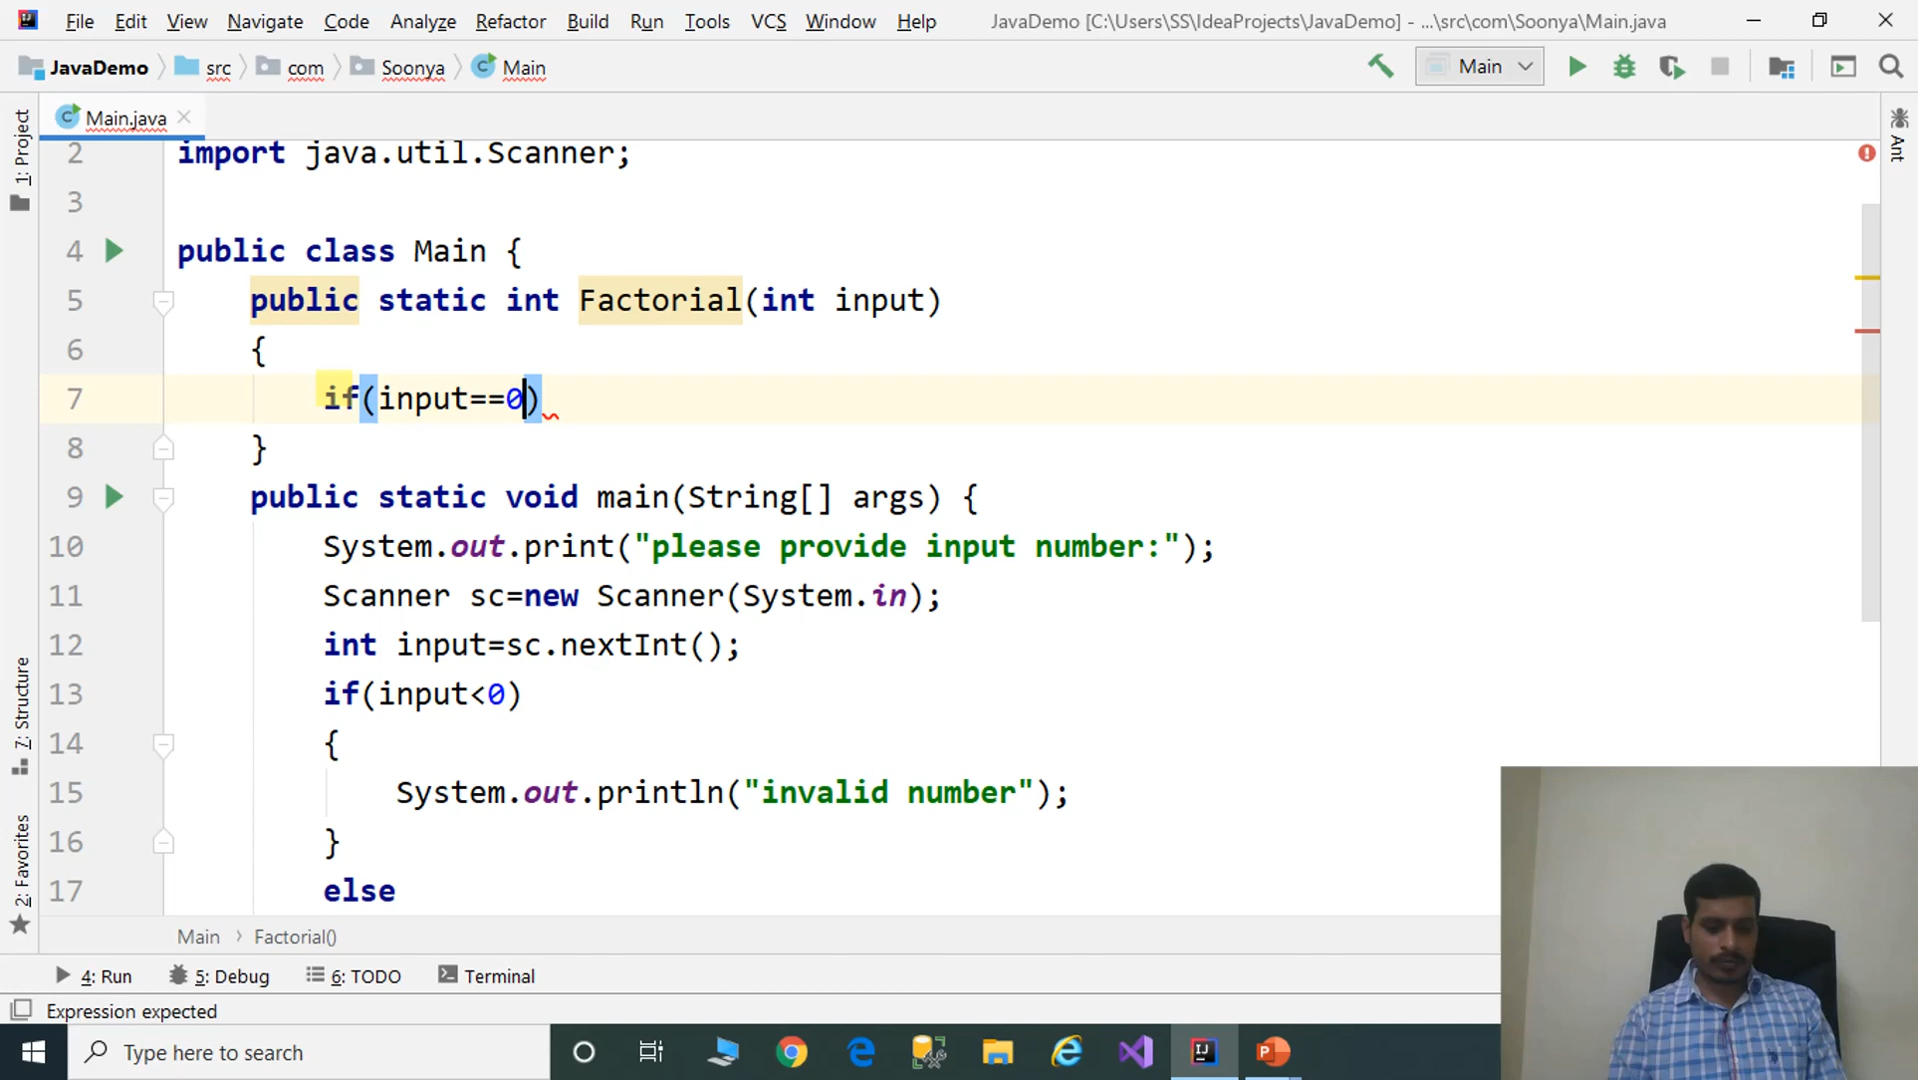 File Edit View Navigate Code Analyze Refactor Build Run Tools VCS Window Help JavaDemo [C:\Users\SS\IdeaProjects\JavaDemo] - ...\src\com\Soonya\Main.java
JavaDemo src com Soonya Main Main
Main.java
1: Project
Ant
2 import java.util.Scanner;
3
4 public class Main {
5 public static int Factorial(int input)
6 {
7 if(input==0)
8 }
9 public static void main(String[] args) {
10 System.out.print("please provide input number:");
11 Scanner sc=new Scanner(System.in);
12 int input=sc.nextInt();
13 if(input<0)
14 {
15 System.out.println("invalid number");
16 }
17 else
7: Structure
2: Favorites
Main Factorial()
4: Run 5: Debug 6: TODO Terminal
Expression expected
Type here to search